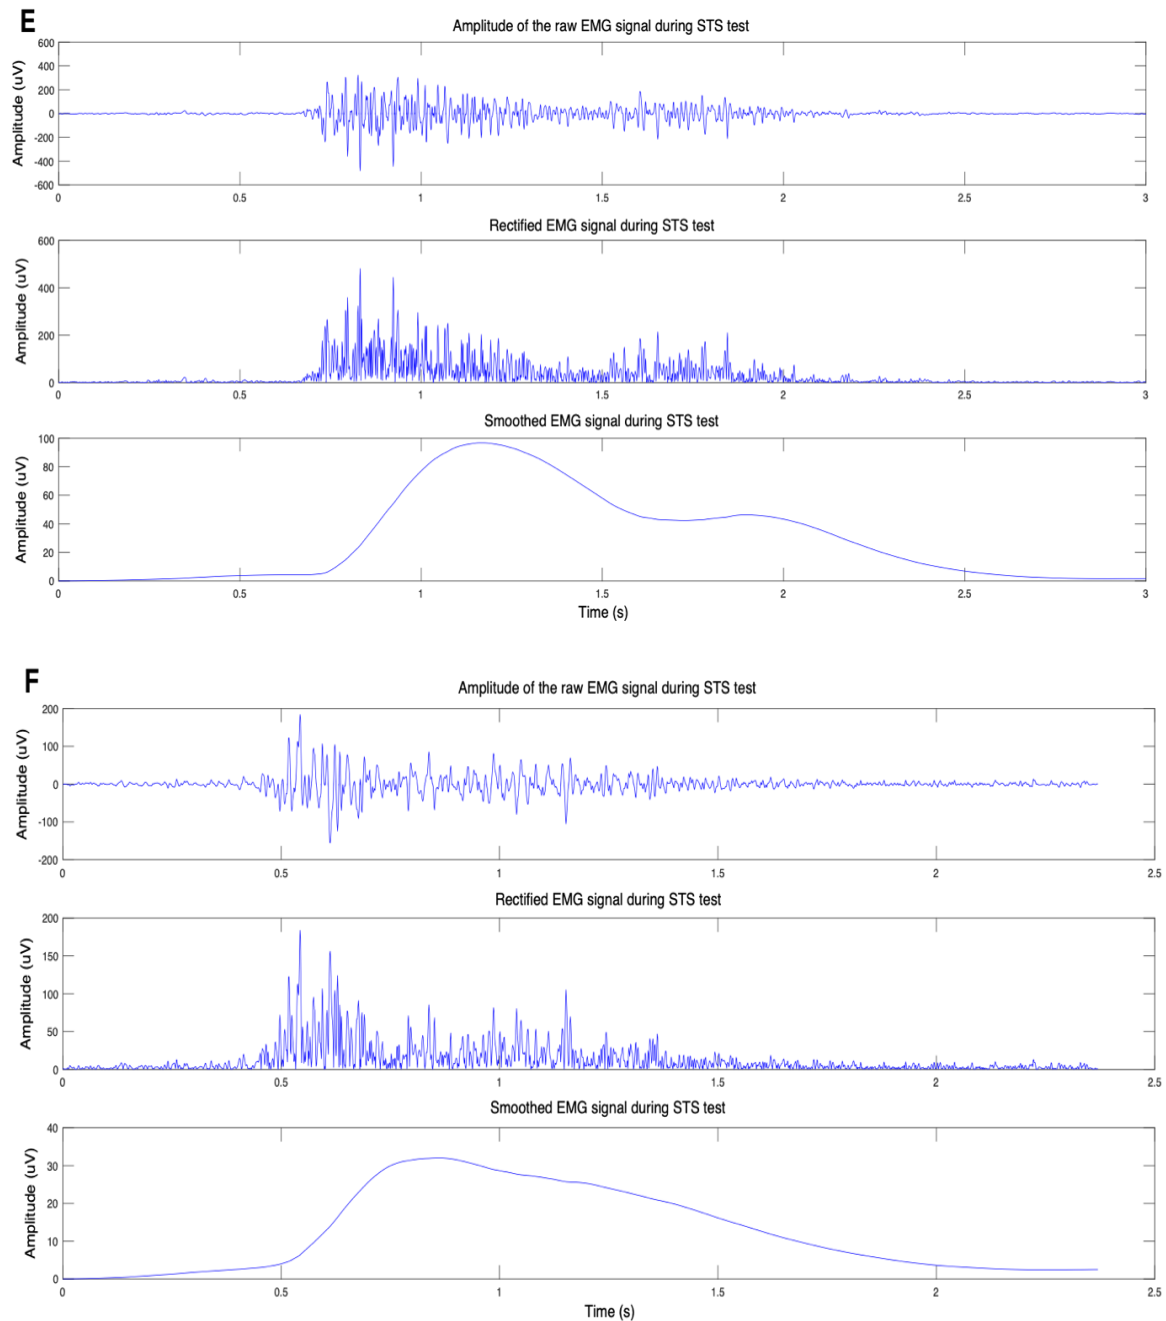 E
Amplitude of the raw EMG signal during STS test
Amplitude (uV)
600
400
200
0
-200
-400
-600
0 0.5 1 1.5 2 2.5 3
Rectified EMG signal during STS test
Amplitude (uV)
600
400
200
0
0 0.5 1 1.5 2 2.5 3
Smoothed EMG signal during STS test
Amplitude (uV)
100
80
60
40
20
0
0 0.5 1 1.5 2 2.5 3
Time (s)
F
Amplitude of the raw EMG signal during STS test
Amplitude (uV)
200
100
0
-100
-200
0 0.5 1 1.5 2 2.5
Rectified EMG signal during STS test
Amplitude (uV)
200
150
100
50
0
0 0.5 1 1.5 2 2.5
Smoothed EMG signal during STS test
Amplitude (uV)
40
30
20
10
0
0 0.5 1 1.5 2 2.5
Time (s)